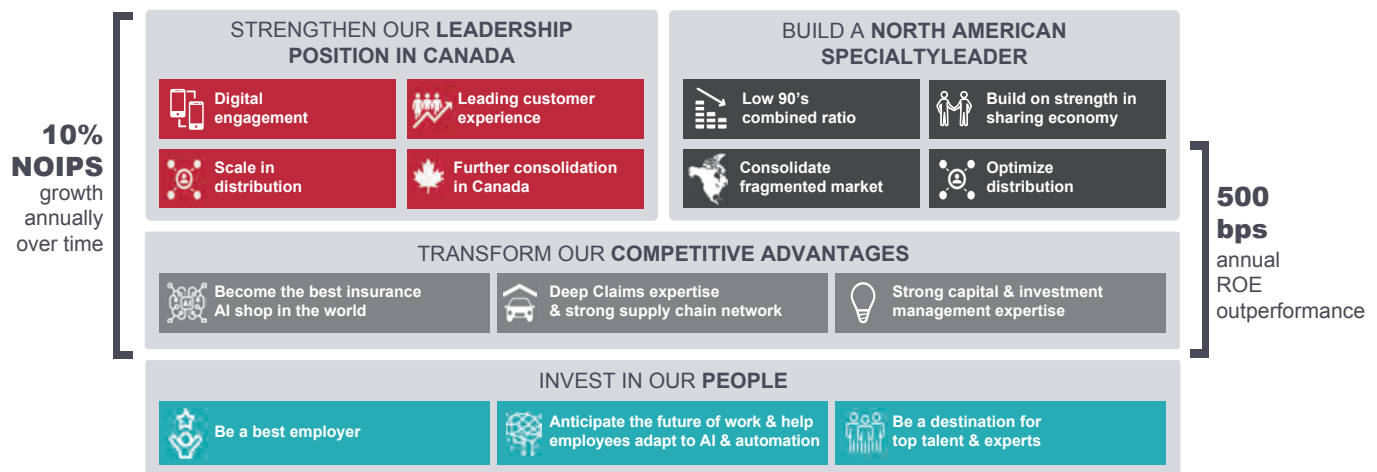 10%
NOIPS
growth
annually
over time
STRENGTHEN OUR LEADERSHIP
POSITION IN CANADA
Digital
engagement
Leading customer
experience
Scale in
distribution
Further consolidation
in Canada
BUILD A NORTH AMERICAN
SPECIALTYLEADER
Low 90's
combined ratio
Build on strength in
sharing economy
Consolidate
fragmented market
Optimize
distribution
500
bps
annual
ROE
outperformance
TRANSFORM OUR COMPETITIVE ADVANTAGES
AI
Become the best insurance
AI shop in the world
Deep Claims expertise
& strong supply chain network
Strong capital & investment
management expertise
INVEST IN OUR PEOPLE
Be a best employer
Anticipate the future of work & help
employees adapt to AI & automation
Be a destination for
top talent & experts